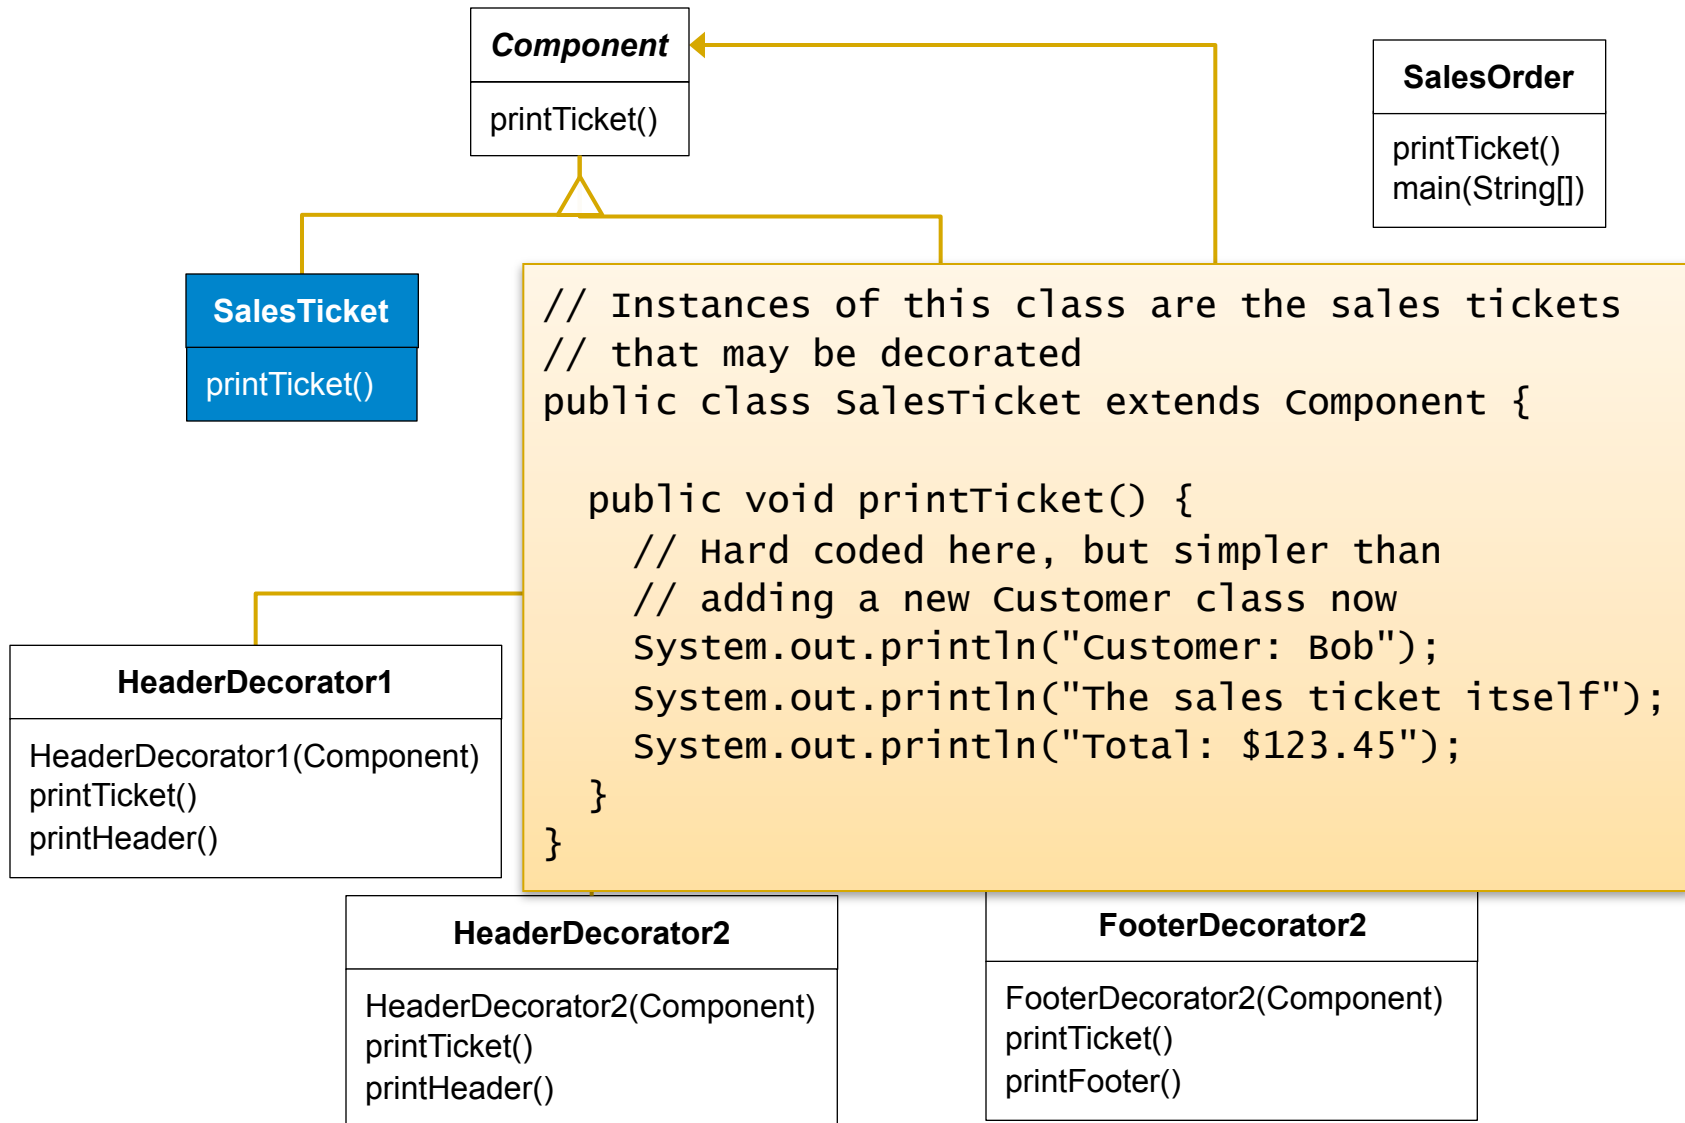 Component
printTicket()
SalesOrder
printTicket()
main(String[])
SalesTicket
printTicket()
// Instances of this class are the sales tickets
// that may be decorated
public class SalesTicket extends Component {
public void printTicket() {
// Hard coded here, but simpler than
// adding a new Customer class now
System.out.println("Customer: Bob");
System.out.println("The sales ticket itself");
System.out.println("Total: $123.45");
}
}
HeaderDecorator1
HeaderDecorator1(Component)
printTicket()
printHeader()
HeaderDecorator2
HeaderDecorator2(Component)
printTicket()
printHeader()
FooterDecorator2
FooterDecorator2(Component)
printTicket()
printFooter()